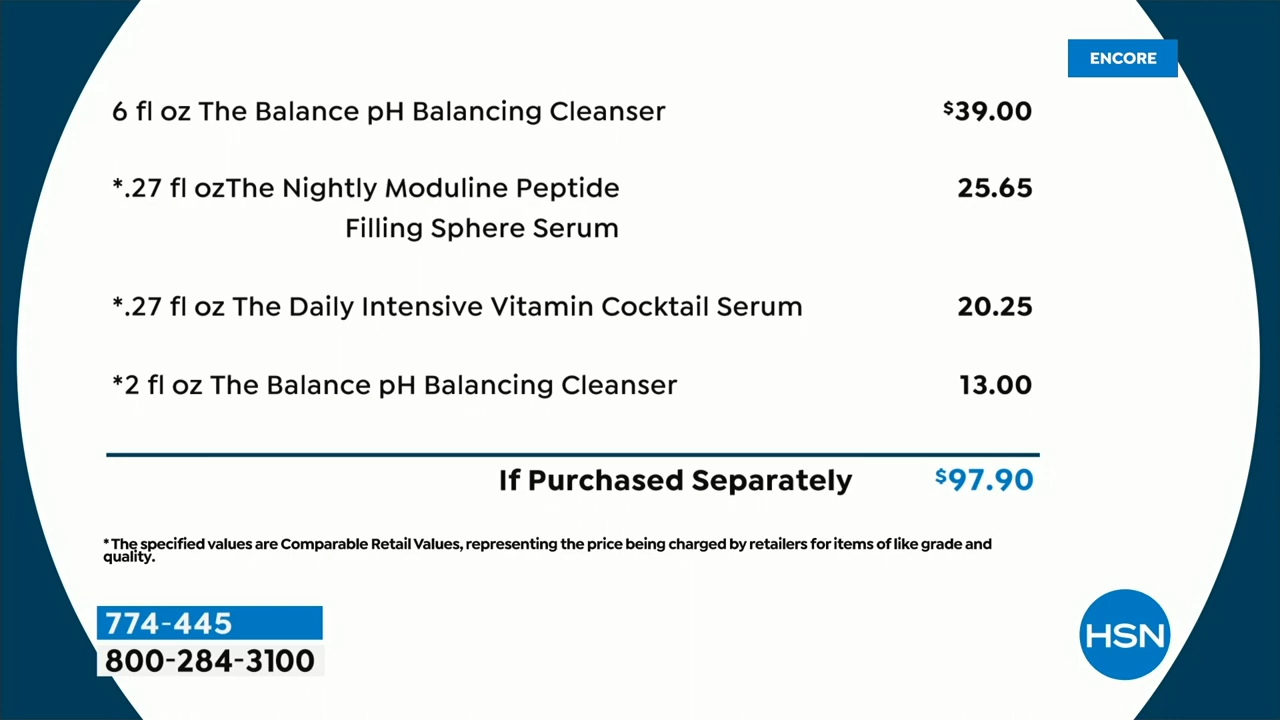 ENCORE
6 fl oz The Balance pH Balancing Cleanser $39.00
*.27 fl ozThe Nightly Moduline Peptide 25.65
Filling Sphere Serum
*.27 fl oz The Daily Intensive Vitamin Cocktail Serum 20.25
*2 fl oz The Balance pH Balancing Cleanser 13.00
If Purchased Separately $97.90
*The specified values are Comparable Retail Values, representing the price being charged by retailers for items of like grade and
quality.
774-445
800-284-3100
HSN